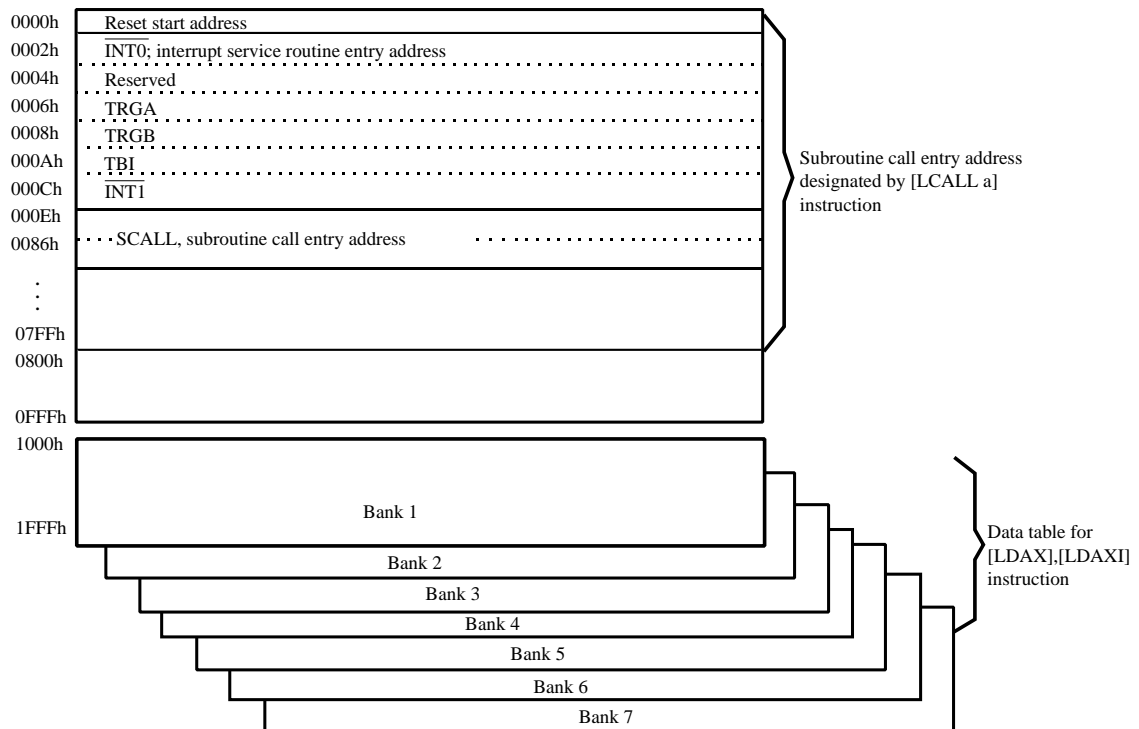 0000h Reset start address
0002h INT0; interrupt service routine entry address
0004h Reserved
0006h TRGA
0008h TRGB
000Ah TBI
000Ch INT1
Subroutine call entry address
designated by [LCALL a]
instruction
000Eh
0086h SCALL, subroutine call entry address
07FFh
0800h
0FFFh
1000h
1FFFh
Bank 1
Bank 2
Bank 3
Bank 4
Bank 5
Bank 6
Bank 7
Data table for
[LDAX],[LDAXI]
instruction